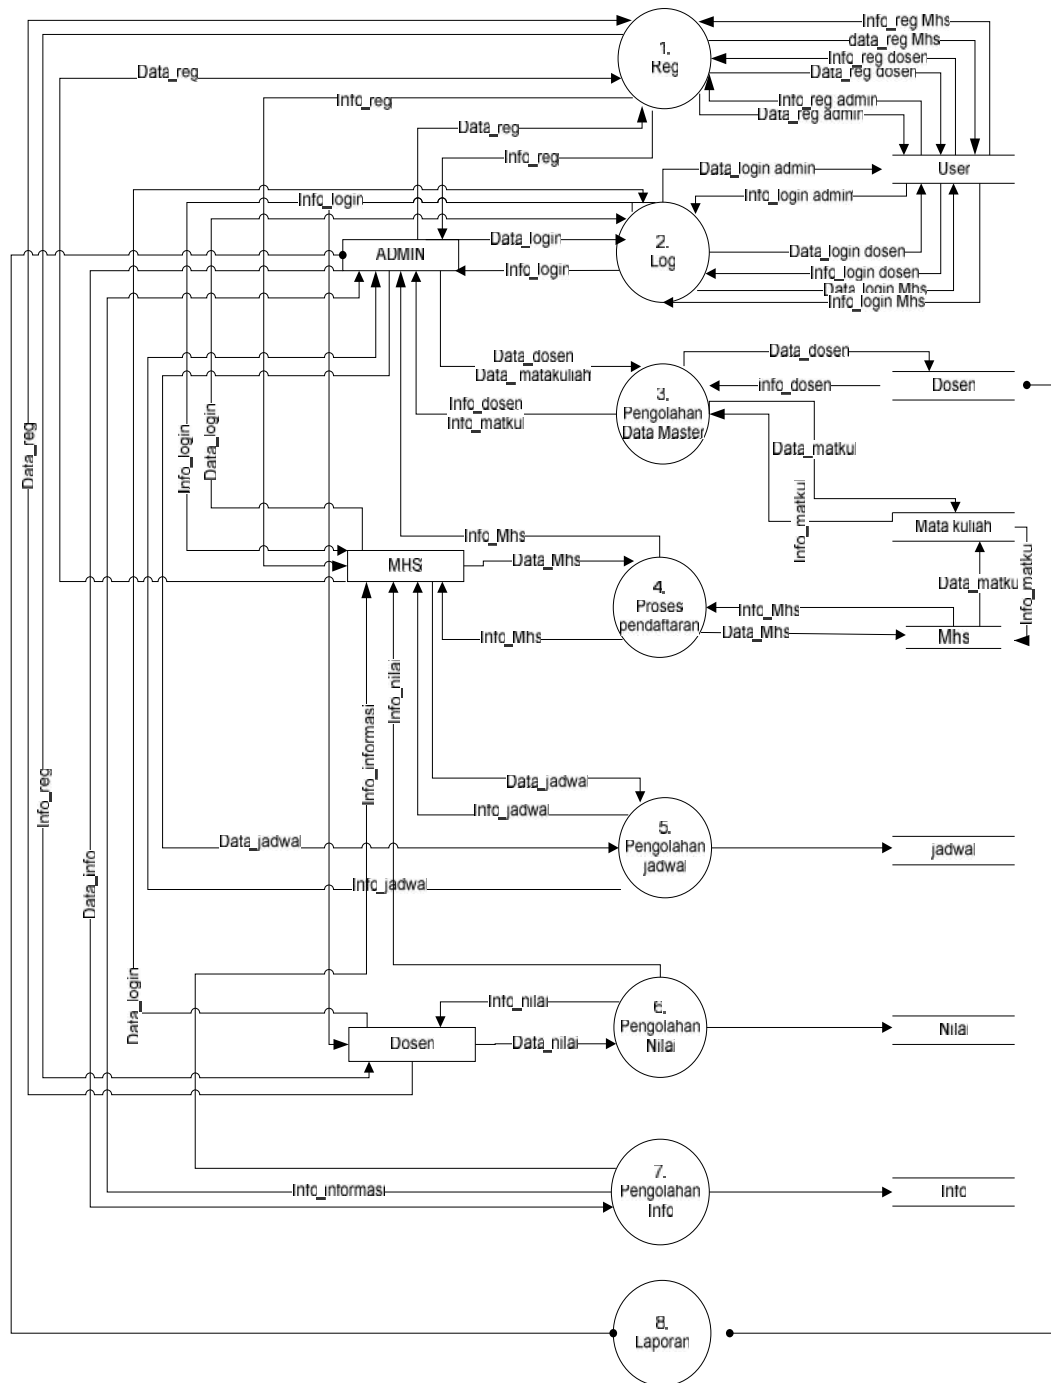 Info_reg Mhs
1.
Reg
data_reg Mhs
Info_reg dosen
Data_reg dosen
Data_reg
Info_reg
Info_reg admin
Data_reg admin
Data_reg
Info_reg
Data_login admin
User
Info_login
Info_login admin
ADMIN
Data_login
2.
Log
Data_login dosen
Info_login
Info_login dosen
Data_login Mhs
Info_login Mhs
Data_dosen
Data_matakuliah
Data_dosen
info_dosen
Dosen
3.
Pengolahan
Data Master
Info_dosen
Info_matkul
Data_reg
Info_login
Data_login
Data_matkul
Info_matkul
Mata kuliah
Info_matku
Info_Mhs
MHS
Data_Mhs
4.
Proses
pendaftaran
Data_matku
Info_Mhs
Info_Mhs
Data_Mhs
Mhs
Info_nilai
Info_informasi
Info_reg
Data_jadwal
Info_jadwal
5.
Pengolahan
jadwal
Data_jadwal
jadwal
Data_info
Info_jadwal
Data_login
Info_nilai
6.
Pengolahan
Nilai
Nilai
Dosen
Data_nilai
7.
Pengolahan
Info
Info_informasi
Info
8.
Laporan